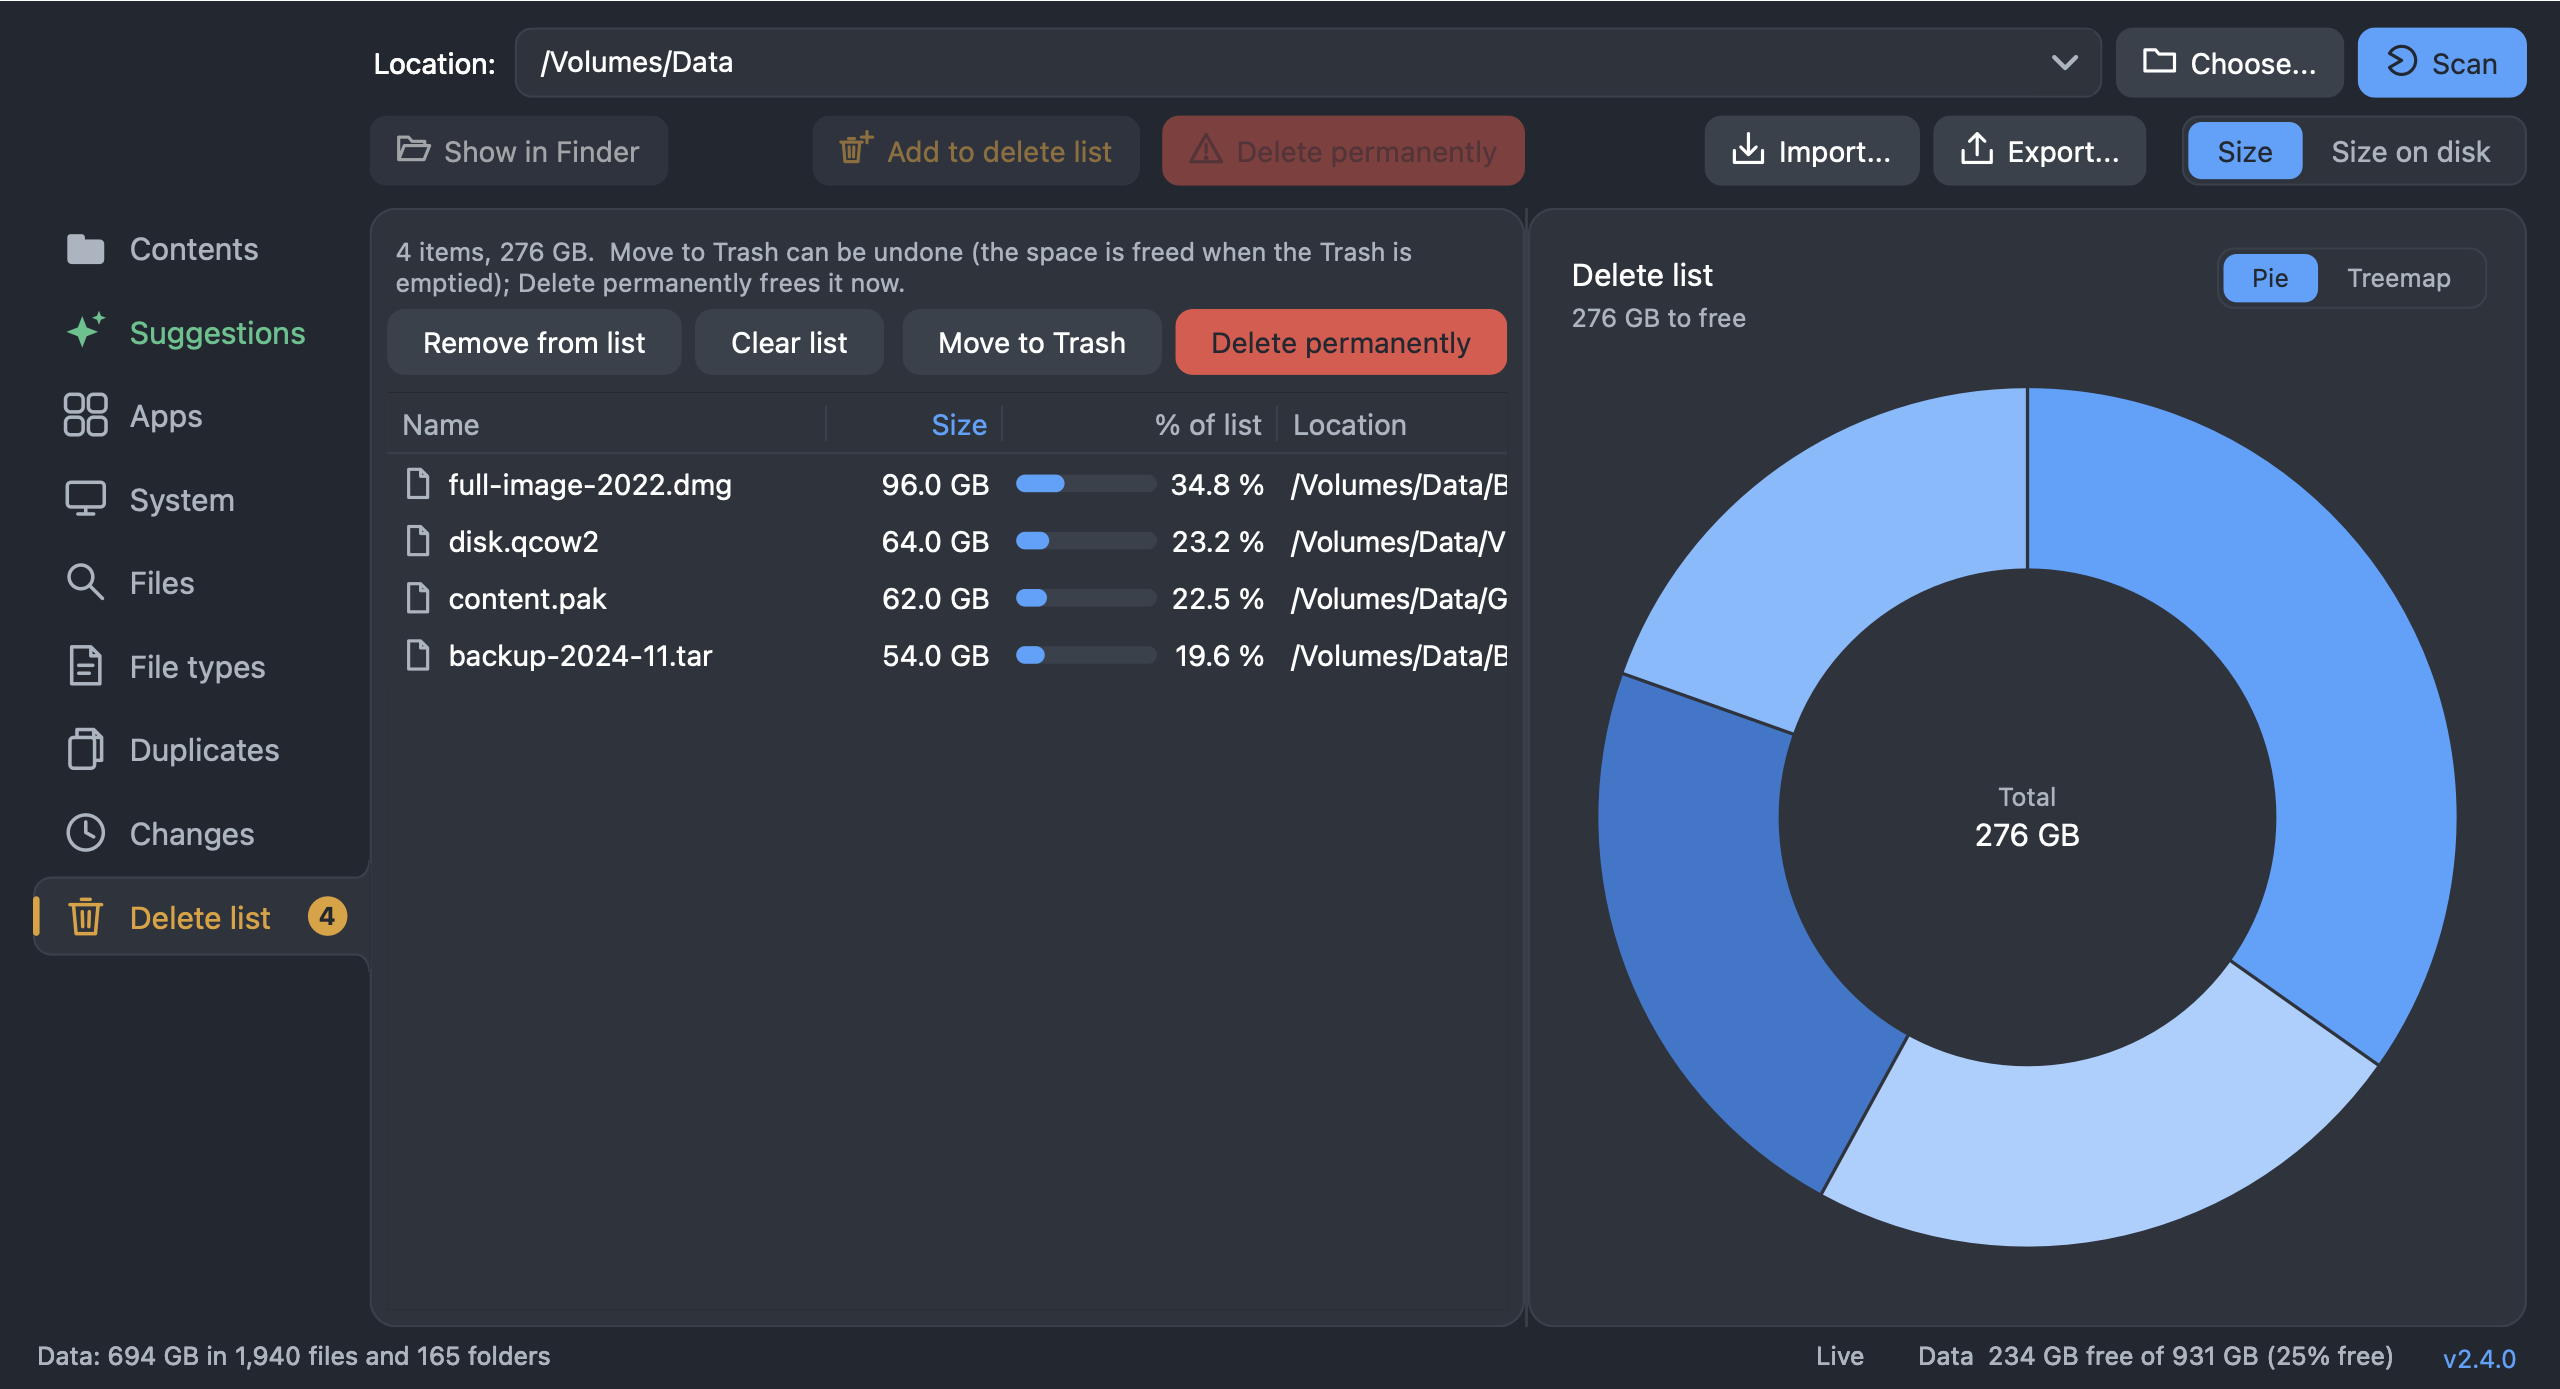 Location: /Volumes/Data Choose... Scan
Show in Finder Add to delete list Delete permanently Import... Export... Size Size on disk
Contents
Suggestions
Apps
System
Files
File types
Duplicates
Changes
Delete list 4
4 items, 276 GB. Move to Trash can be undone (the space is freed when the Trash is
emptied); Delete permanently frees it now.
Remove from list Clear list Move to Trash Delete permanently
Name Size % of list Location
full-image-2022.dmg 96.0 GB 34.8 % /Volumes/Data/B
disk.qcow2 64.0 GB 23.2 % /Volumes/Data/V
content.pak 62.0 GB 22.5 % /Volumes/Data/G
backup-2024-11.tar 54.0 GB 19.6 % /Volumes/Data/B
Delete list
276 GB to free
Pie Treemap
Total
276 GB
Data: 694 GB in 1,940 files and 165 folders
Live Data 234 GB free of 931 GB (25% free) v2.4.0